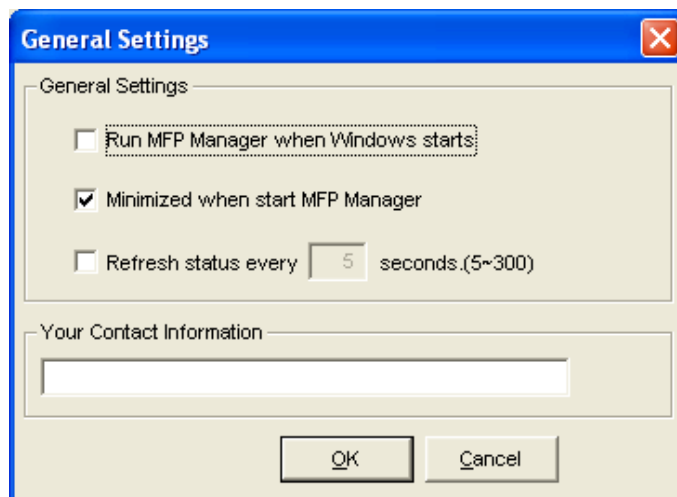 General Settings
General Settings
Run MFP Manager when Windows starts
Minimized when start MFP Manager
Refresh status every 5 seconds.(5~300)
Your Contact Information
OK Cancel